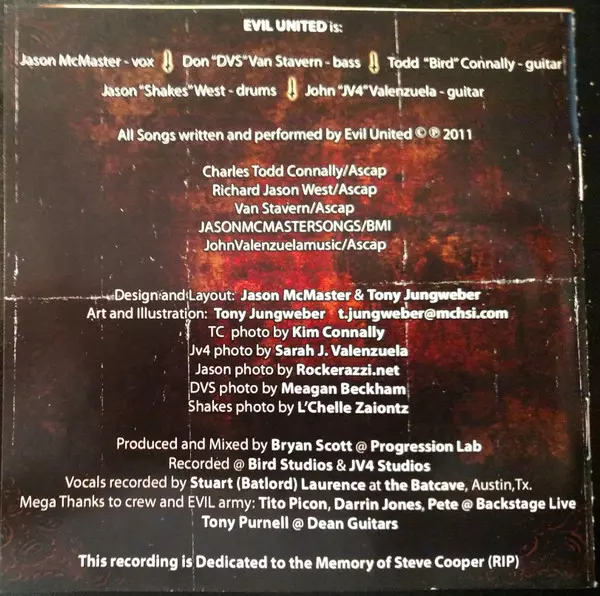 EVIL UNITED is:
Jason McMaster - vox Don "DVS" Van Stavern - bass Todd "Bird" Connally - guitar
Jason "Shakes" West - drums John "JV4" Valenzuela - guitar
All Songs written and performed by Evil United © ℗ 2011
Charles Todd Connally/Ascap
Richard Jason West/Ascap
Van Stavern/Ascap
JASONMCMASTERSONGS/BMI
JohnValenzuelamusic/Ascap
Design and Layout: Jason McMaster & Tony Jungweber
Art and Illustration: Tony Jungweber t.jungweber@mchsi.com
TC photo by Kim Connally
Jv4 photo by Sarah J. Valenzuela
Jason photo by Rockerazzi.net
DVS photo by Meagan Beckham
Shakes photo by L'Chelle Zaiontz
Produced and Mixed by Bryan Scott @ Progression Lab
Recorded @ Bird Studios & JV4 Studios
Vocals recorded by Stuart (Batlord) Laurence at the Batcave, Austin,Tx.
Mega Thanks to crew and EVIL army: Tito Picon, Darrin Jones, Pete @ Backstage Live
Tony Purnell @ Dean Guitars
This recording is Dedicated to the Memory of Steve Cooper (RIP)